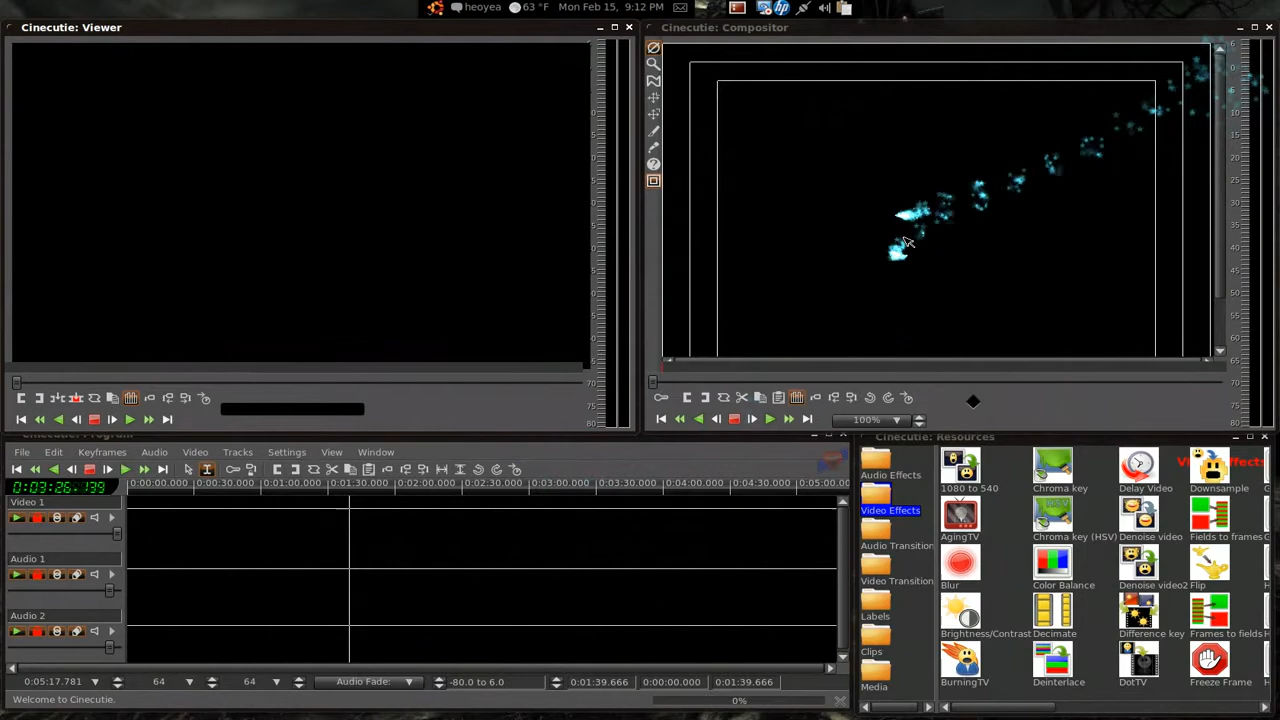 heoyea 63 °F Mon Feb 15, 9:12 PM
Cinecutie: Viewer
Cinecutie: Compositor
100%
Cinecutie: Program
File Edit Keyframes Audio Video Tracks Settings View Window
0:03:26.199
0:00:00.000 0:00:30.000 0:01:00.000 0:01:30.000 0:02:00.000 0:02:30.000 0:03:00.000 0:03:30.000 0:04:00.000 0:04:30.000 0:05:00.00
Video 1
Audio 1
Audio 2
0:05:17.781 64 64 Audio Fade: -80.0 to 6.0 0:01:39.666 0:00:00.000 0:01:39.666
Welcome to Cinecutie. 0%
Cinecutie: Resources
Audio Effects
Video Effects
Audio Transition
Video Transition
Labels
Clips
Media
1080 to 540 Chroma key Delay Video Downsample
AgingTV Chroma key (HSV) Denoise video Fields to frames
Blur Color Balance Denoise video2 Flip
Brightness/Contrast Decimate Difference key Frames to fields
BurningTV Deinterlace DotTV Freeze Frame